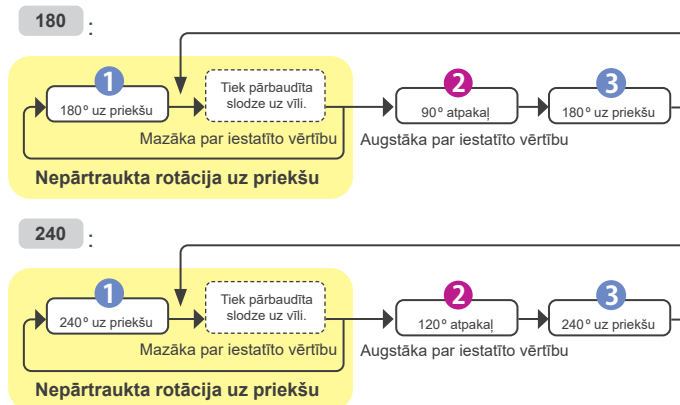 180 :
1 2 3
180° uz priekšu
Tiek pārbaudīta
slodze uz vīli.
90° atpakaļ
180° uz priekšu
Mazāka par iestatīto vērtību
Augstāka par iestatīto vērtību
Nepārtraukta rotācija uz priekšu
240 :
1 2 3
240° uz priekšu
Tiek pārbaudīta
slodze uz vīli.
120° atpakaļ
240° uz priekšu
Mazāka par iestatīto vērtību
Augstāka par iestatīto vērtību
Nepārtraukta rotācija uz priekšu